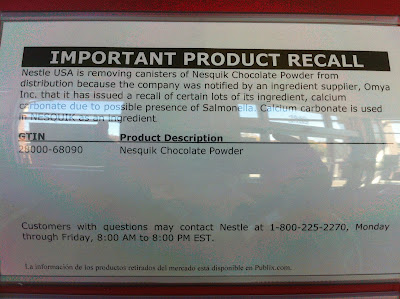 IMPORTANT PRODUCT RECALL
Nestle USA is removing canisters of Nesquik Chocolate Powder from
distribution because the company was notified by an ingredient supplier, Omya
Inc. that it has issued a recall of certain lots of its ingredient, calcium
carbonate due to possible presence of Salmonella. Calcium carbonate is used
in NESQUIK as an ingredient.
GTIN Product Description
28000-68090 Nesquik Chocolate Powder
Customers with questions may contact Nestle at 1-800-225-2270, Monday
through Friday, 8:00 AM to 8:00 PM EST.
La información de los productos retirados del mercado esta disponible en Publix.com.